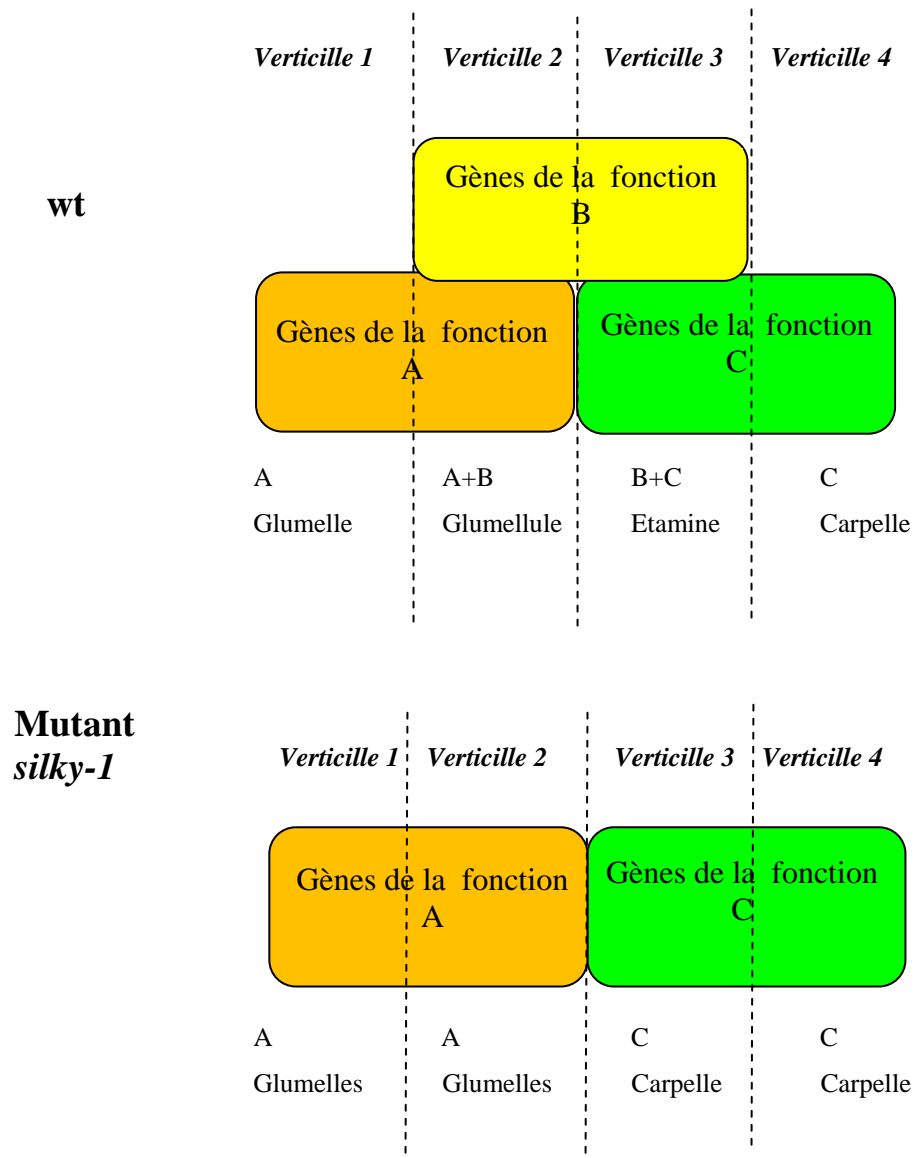 Verticille 1 Verticille 2 Verticille 3 Verticille 4
wt
Gènes de la fonction
B
Gènes de la fonction
A
Gènes de la fonction
C
A A+B B+C C
Glumelle Glumellule Etamine Carpelle
Mutant
silky-1
Verticille 1 Verticille 2 Verticille 3 Verticille 4
Gènes de la fonction
A
Gènes de la fonction
C
A A C C
Glumelles Glumelles Carpelle Carpelle